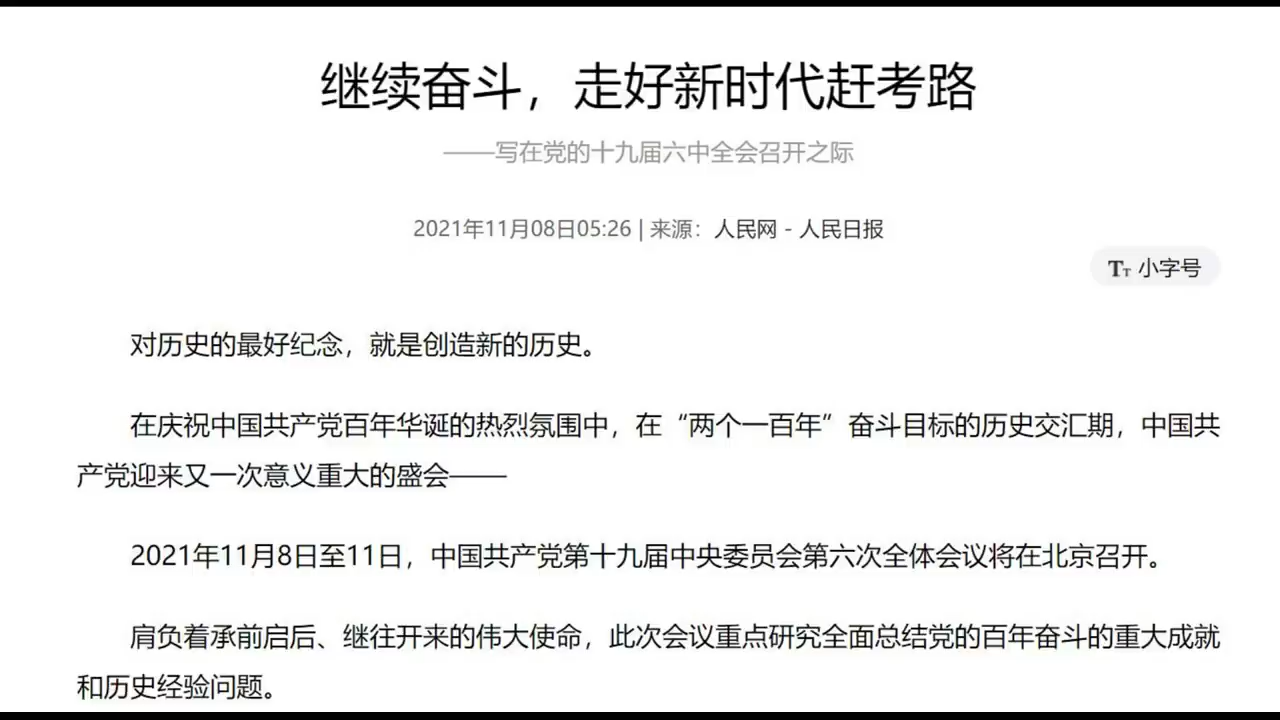 继续奋斗，走好新时代赶考路
——写在党的十九届六中全会召开之际
2021年11月08日05:26 | 来源：人民网－人民日报
TT 小字号
对历史的最好纪念，就是创造新的历史。
在庆祝中国共产党百年华诞的热烈氛围中，在“两个一百年”奋斗目标的历史交汇期，中国共
产党迎来又一次意义重大的盛会——
2021年11月8日至11日，中国共产党第十九届中央委员会第六次全体会议将在北京召开。
肩负着承前启后、继往开来的伟大使命，此次会议重点研究全面总结党的百年奋斗的重大成就
和历史经验问题。